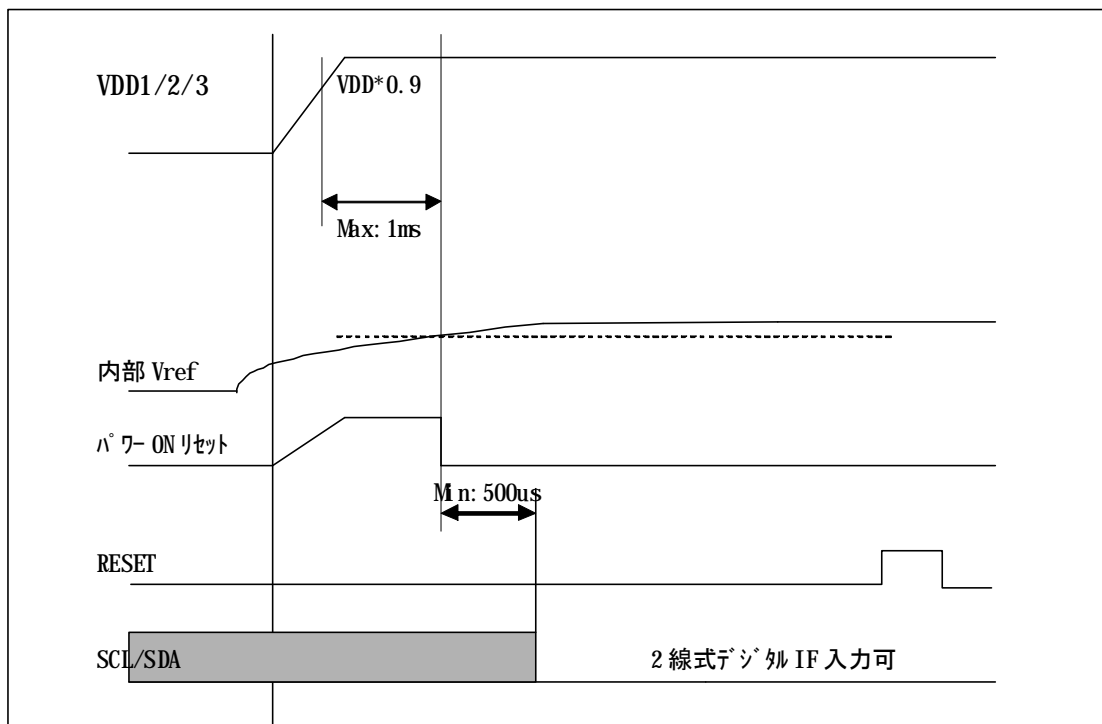 VDD1/2/3
VDD*0.9
Max: 1ms
内部 Vref
ﾊﾟﾜｰ ON ﾘｾｯﾄ
Min: 500us
RESET
SCL/SDA
2 線式ﾃﾞｼﾞﾀﾙ IF 入力可